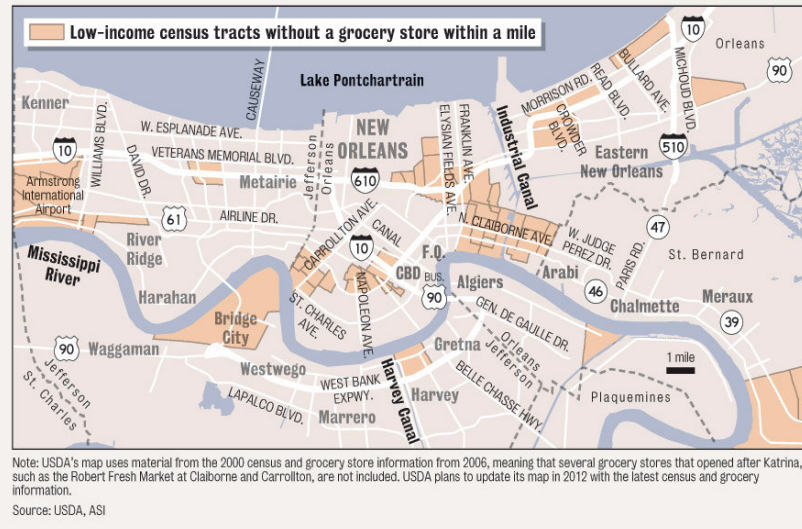 Low-income census tracts without a grocery store within a mile
10
Orleans
90
Lake Pontchartrain
CAUSEWAY
MORRISON RD.
READ BLVD.
BULLARD AVE.
MICHOUD BLVD.
CROWDER
BLVD.
Kenner
WILLIAMS BLVD.
W. ESPLANADE AVE.
VETERANS MEMORIAL BLVD.
10
DAVID DR.
Metairie
Jefferson
Orleans
NEW
ORLEANS
610
ELYSIAN FIELDS AVE.
FRANKLIN AVE.
Industrial Canal
Eastern
New Orleans
510
Armstrong
International
Airport
61
AIRLINE DR.
CARROLLTON AVE.
CANAL
10
N. CLAIBORNE AVE.
W. JUDGE
PEREZ DR.
PARIS RD.
47
St. Bernard
Mississippi
River
River
Ridge
F.Q.
CBD
BUS.
90
Algiers
Arabi
46
Chalmette
Meraux
39
Harahan
ST. CHARLES
AVE.
NAPOLEON AVE.
Bridge
City
GEN. DE GAULLE DR.
Orleans
Jefferson
Gretna
90
Waggaman
Jefferson
St. Charles
Westwego
WEST BANK
EXPWY.
LAPALCO BLVD.
Marrero
Harvey Canal
Harvey
BELLE CHASSE HWY.
1 mile
Plaquemines
Note: USDA's map uses material from the 2000 census and grocery store information from 2006, meaning that several grocery stores that opened after Katrina,
such as the Robert Fresh Market at Claiborne and Carrollton, are not included. USDA plans to update its map in 2012 with the latest census and grocery
information.
Source: USDA, ASI